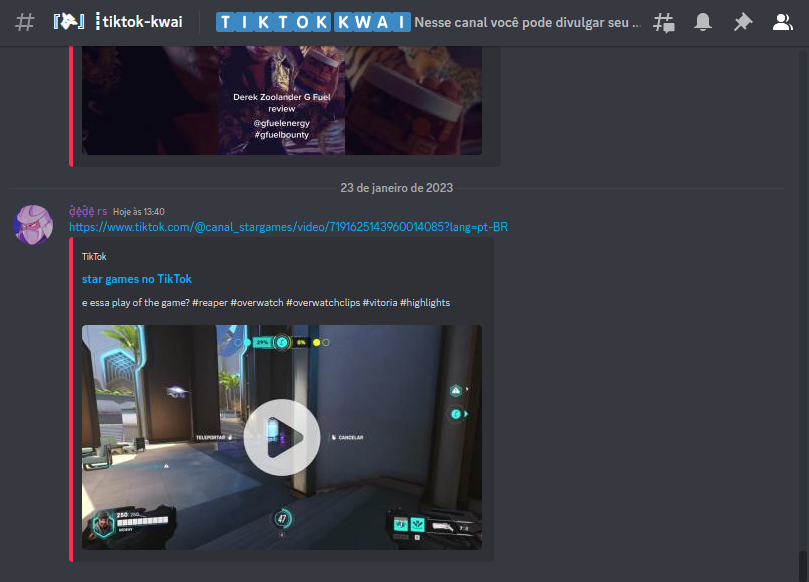 『』┋tiktok-kwai
TIKTOK KWAI Nesse canal você pode divulgar seu ...
Derek Zoolander G Fuel
review
@gfuelenergy
#gfuelbounty
23 de janeiro de 2023
rs Hoje às 13:40
https://www.tiktok.com/@canal_stargames/video/7191625143960014085?lang=pt-BR
TikTok
star games no TikTok
e essa play of the game? #reaper #overwatch #overwatchclips #vitoria #highlights
29% 0%
TELEPORTAR CANCELAR
250
47